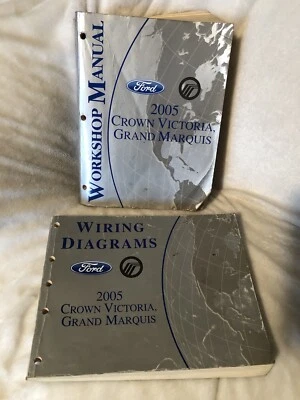 WORKSHOP MANUAL
Ford
2005
CROWN VICTORIA,
GRAND MARQUIS
WIRING
DIAGRAMS
Ford
2005
CROWN VICTORIA,
GRAND MARQUIS